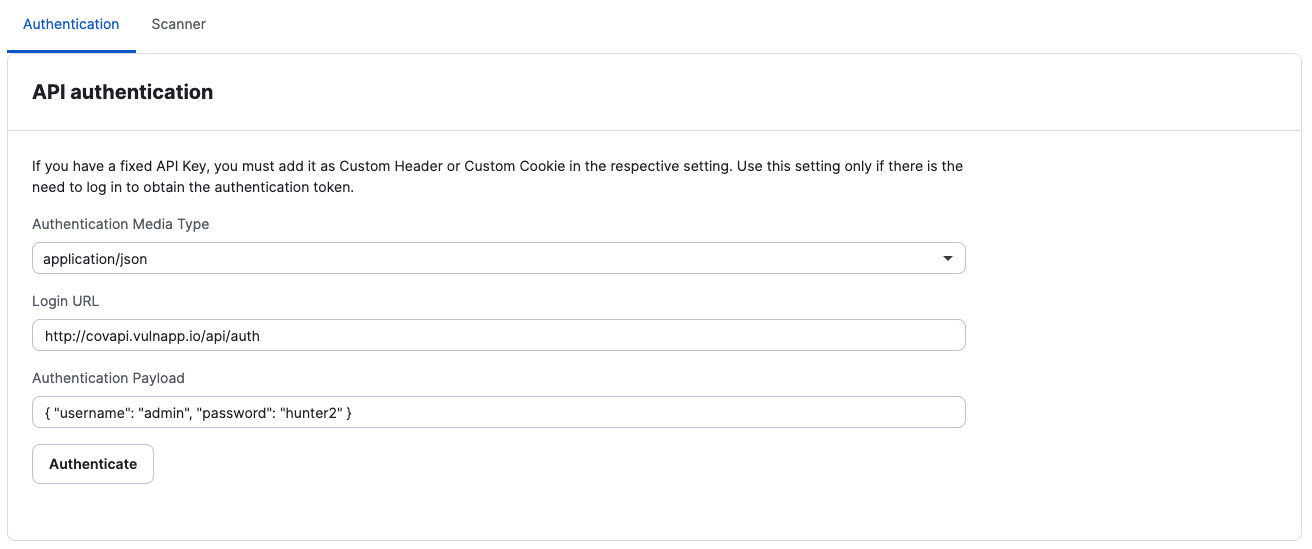 Authentication Scanner
API authentication
If you have a fixed API Key, you must add it as Custom Header or Custom Cookie in the respective setting. Use this setting only if there is the
need to log in to obtain the authentication token.
Authentication Media Type
application/json
Login URL
http://covapi.vulnapp.io/api/auth
Authentication Payload
{ "username": "admin", "password": "hunter2" }
Authenticate